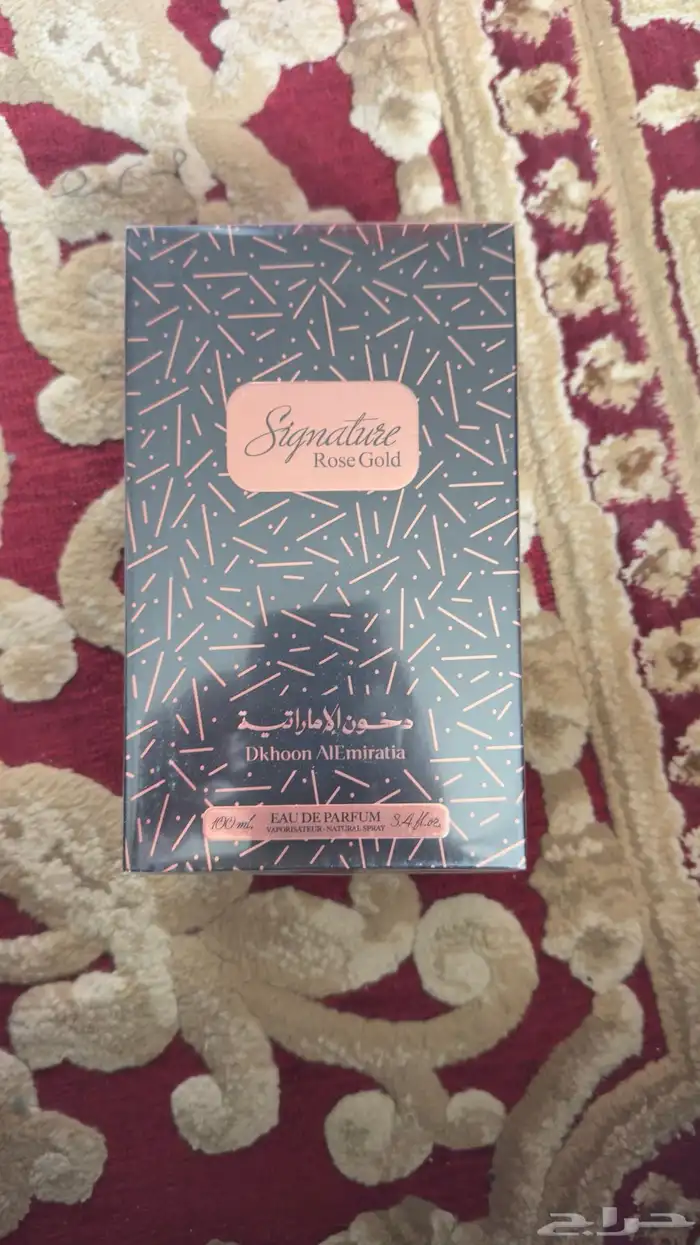 Signature
Rose Gold
دخون الإماراتية
Dkhoon AlEmiratia
100 ml. EAU DE PARFUM 3.4 fl.oz.
VAPORISATEUR - NATURAL SPRAY
حراج